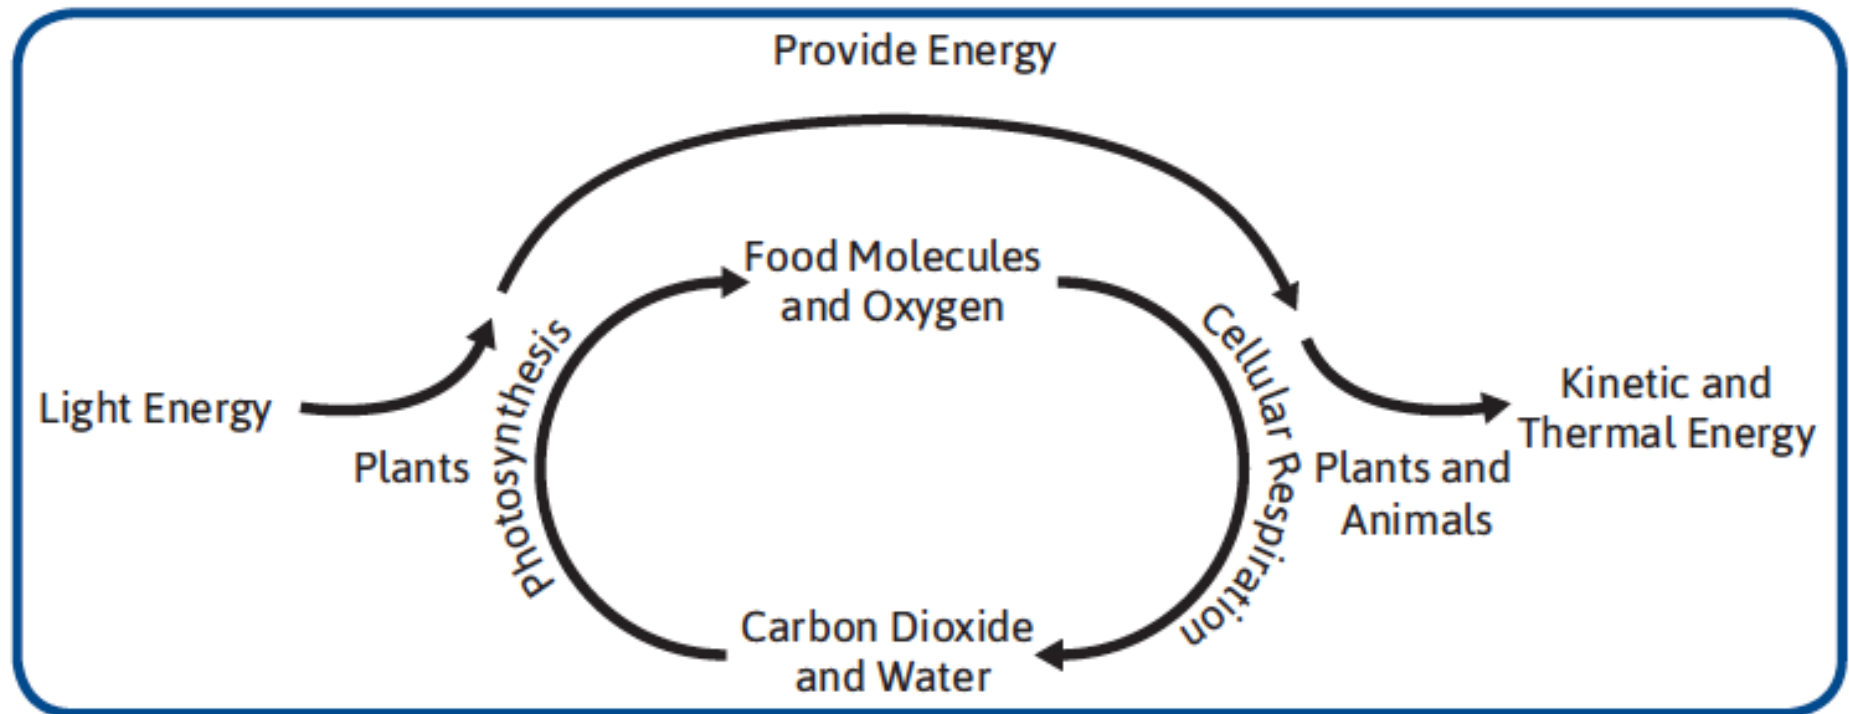 Provide Energy
Food Molecules
and Oxygen
Light Energy
Plants
Photosynthesis
Cellular Respiration
Kinetic and
Thermal Energy
Plants and
Animals
Carbon Dioxide
and Water